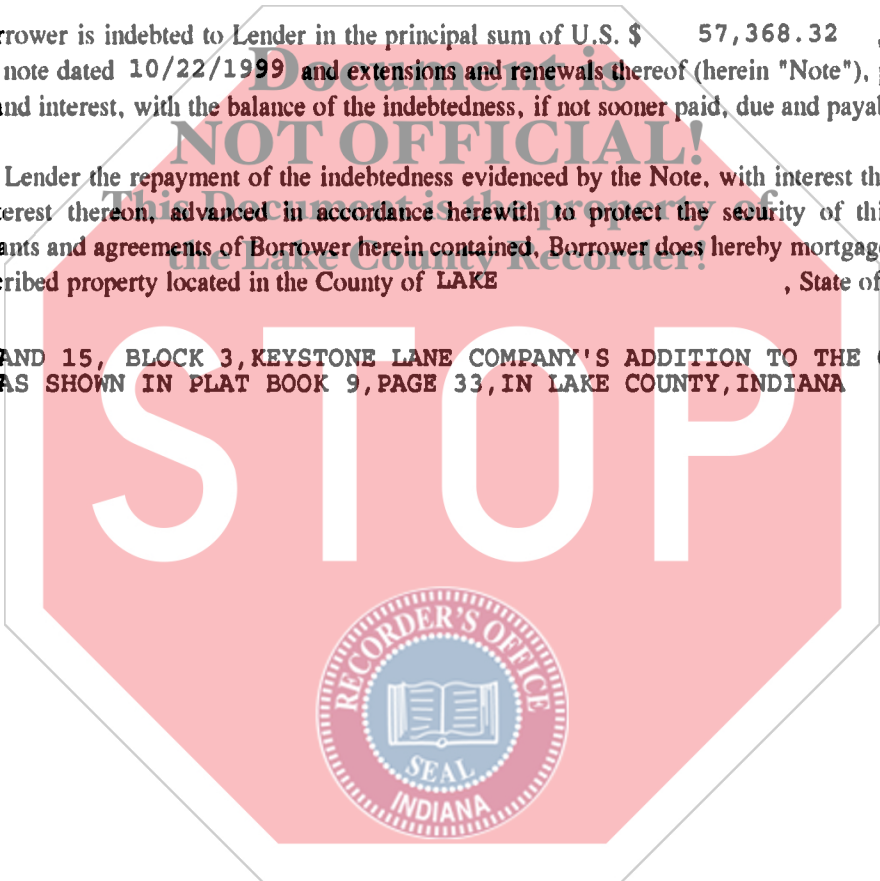 rrower is indebted to Lender in the principal sum of U.S. $ 57,368.32 ,
note dated 10/22/1999 and extensions and renewals thereof (herein "Note"),
and interest, with the balance of the indebtedness, if not sooner paid, due and payal
Document is
NOT OFFICIAL!
Lender the repayment of the indebtedness evidenced by the Note, with interest th
terest thereon, advanced in accordance herewith to protect the security of thi
This Document is the property of
ants and agreements of Borrower herein contained, Borrower does hereby mortgage
the Lake County Recorder!
cribed property located in the County of LAKE , State of
AND 15, BLOCK 3,KEYSTONE LANE COMPANY'S ADDITION TO THE
AS SHOWN IN PLAT BOOK 9,PAGE 33,IN LAKE COUNTY,INDIANA
STOP
RECORDER'S OFFICE
SEAL
INDIANA